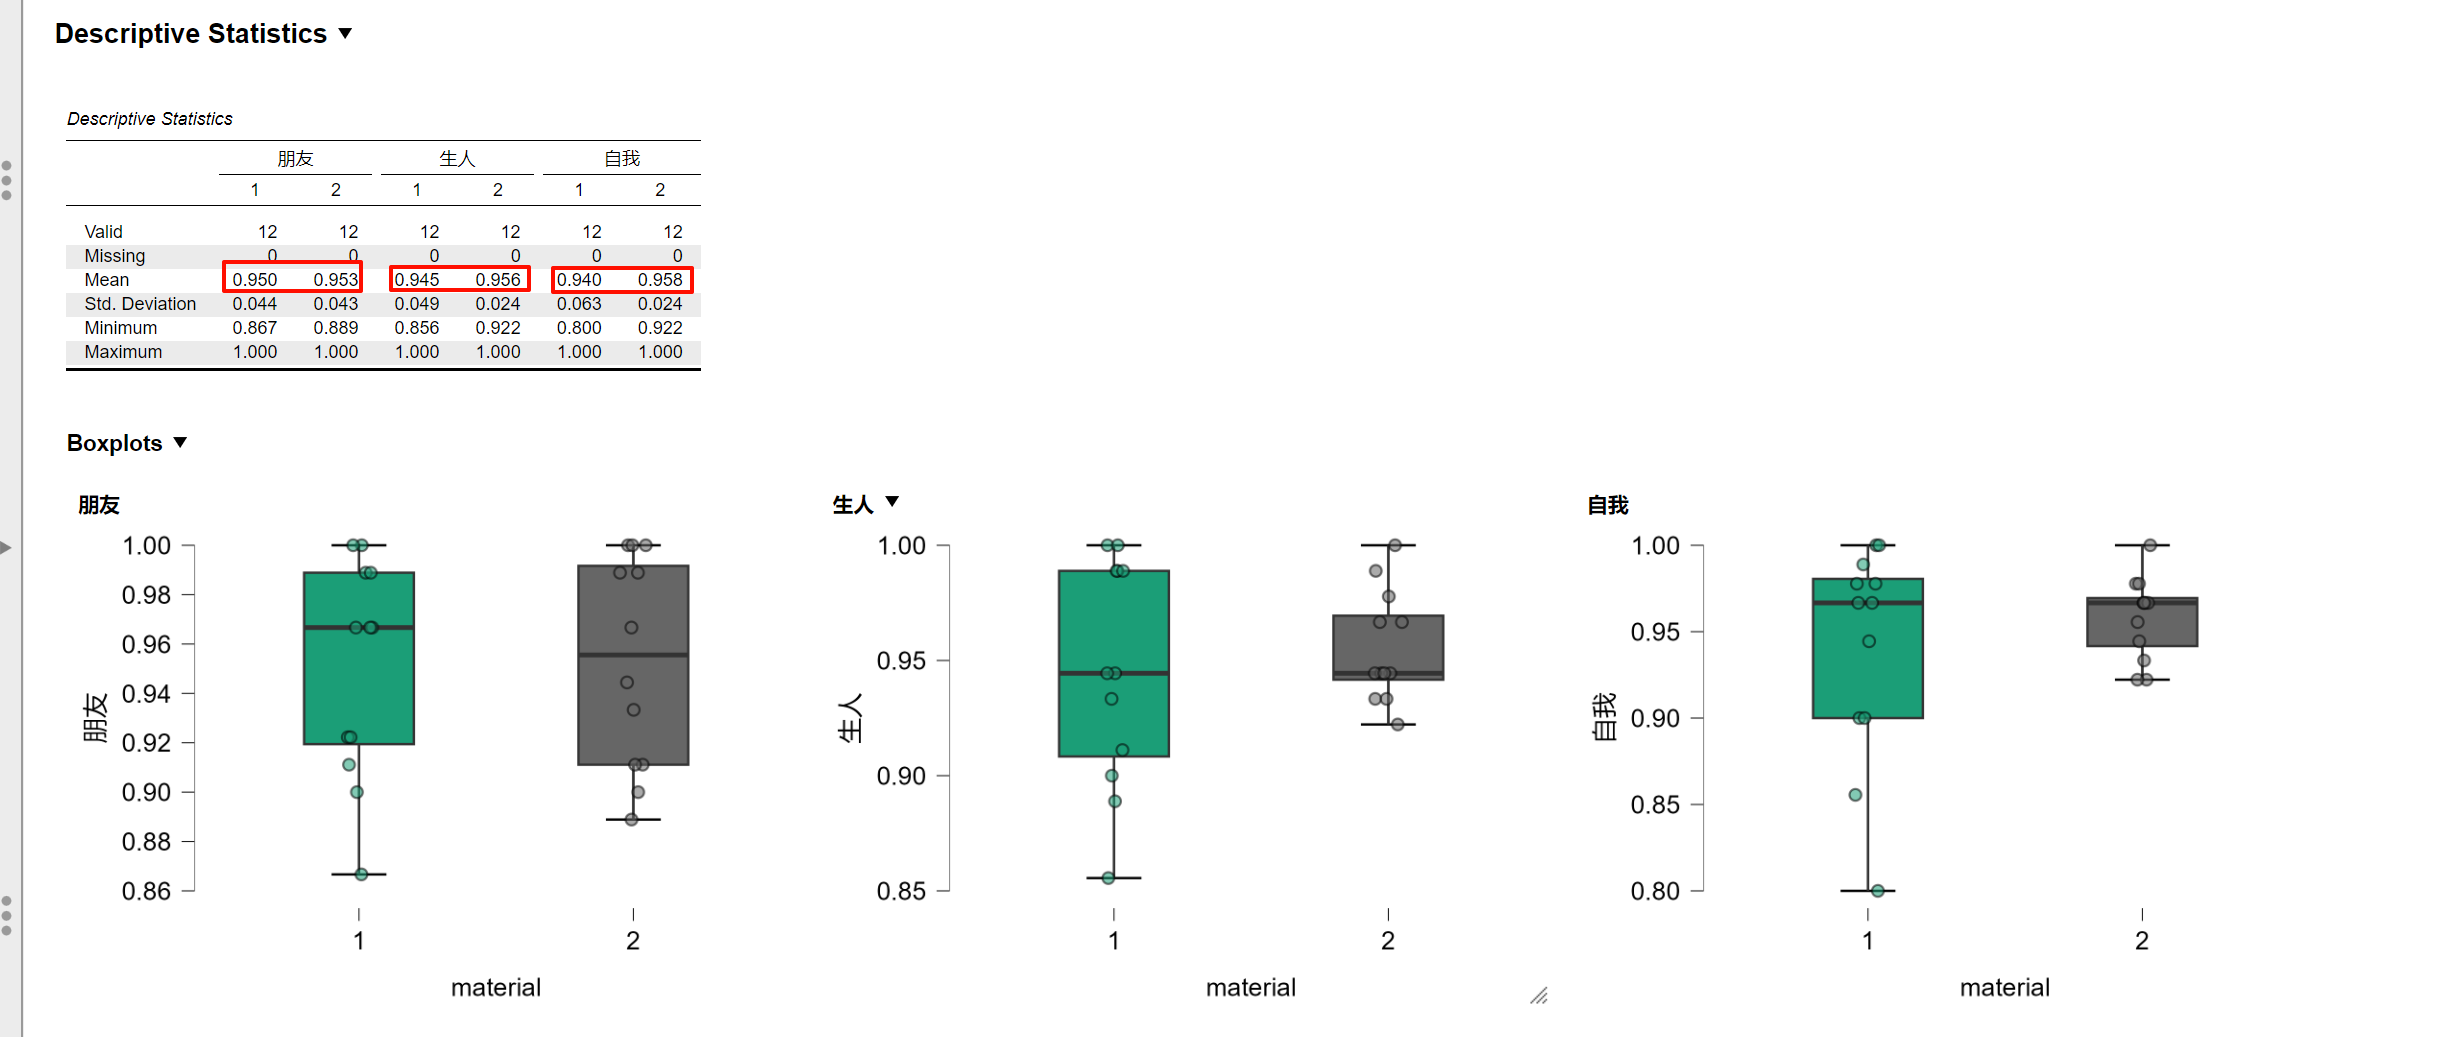 Descriptive Statistics ▼
Descriptive Statistics
朋友 生人 自我
1 2 1 2 1 2
Valid 12 12 12 12 12 12
Missing 0 0 0 0 0 0
Mean 0.950 0.953 0.945 0.956 0.940 0.958
Std. Deviation 0.044 0.043 0.049 0.024 0.063 0.024
Minimum 0.867 0.889 0.856 0.922 0.800 0.922
Maximum 1.000 1.000 1.000 1.000 1.000 1.000
Boxplots ▼
朋友
1.00
0.98
0.96
0.94
0.92
0.90
0.88
0.86
朋友
1 2
material
生人 ▼
1.00
0.95
0.90
0.85
生人
1 2
material
自我
1.00
0.95
0.90
0.85
0.80
自我
1 2
material